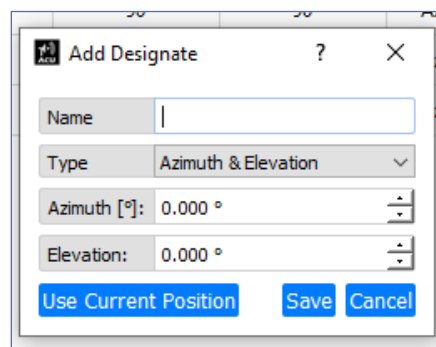 Add Designate ? ×
Name
Type Azimuth & Elevation
Azimuth [°]: 0.000 °
Elevation: 0.000 °
Use Current Position Save Cancel